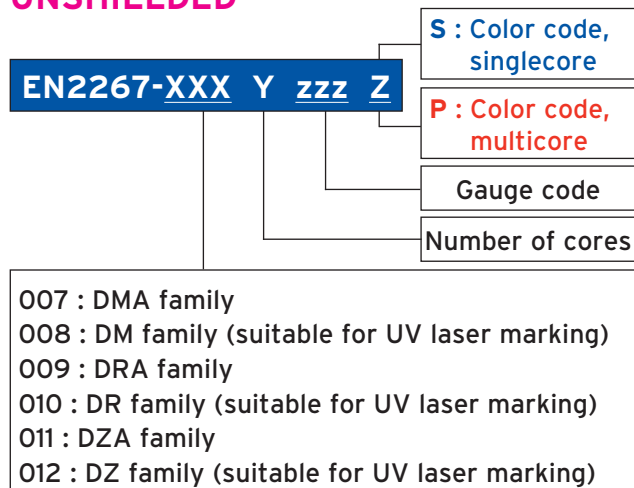 UNSHIELDED
EN2267-XXX Y zzz Z
S : Color code,
singlecore
P : Color code,
multicore
Gauge code
Number of cores
007 : DMA family
008 : DM family (suitable for UV laser marking)
009 : DRA family
010 : DR family (suitable for UV laser marking)
011 : DZA family
012 : DZ family (suitable for UV laser marking)